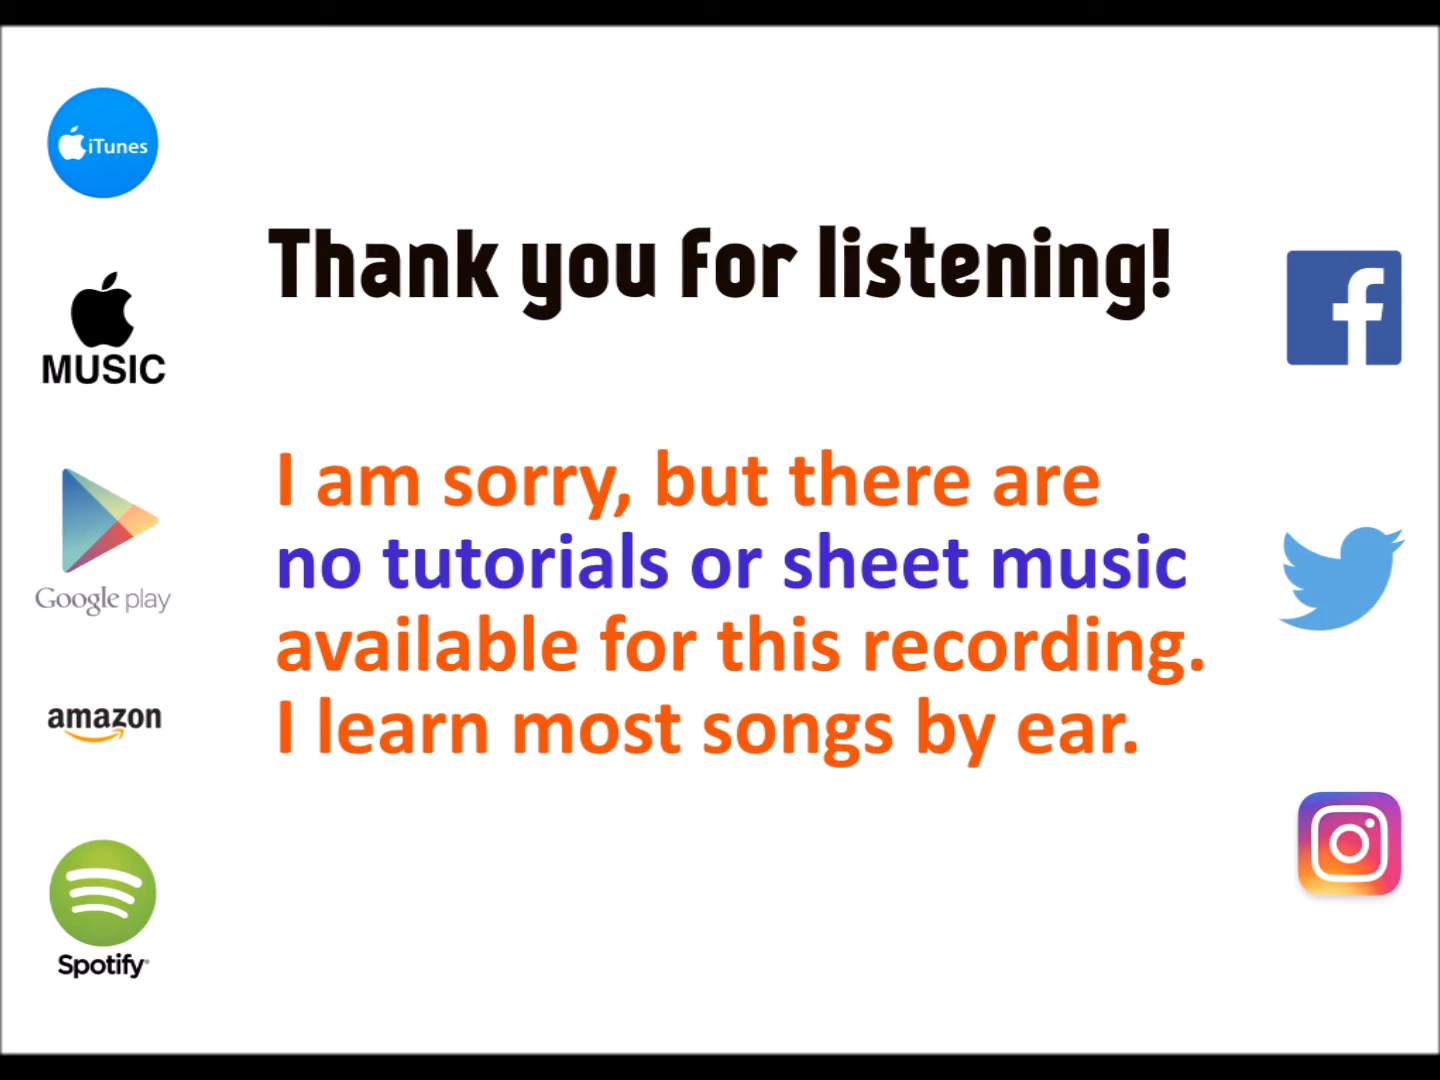 iTunes
MUSIC
Google play
amazon
Spotify
Thank you for listening!
I am sorry, but there are
no tutorials or sheet music
available for this recording.
I learn most songs by ear.